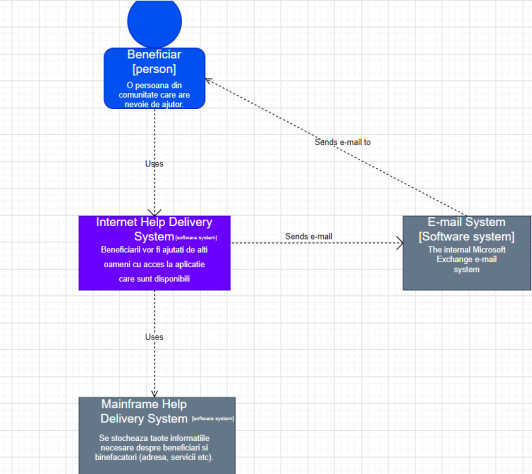 Beneficiar
[person]
O persoana din
comunitate care are
nevoie de ajutor.
Sends e-mail to
Uses
Internet Help Delivery
System [software system]
Beneficiarii vor fi ajutati de alti
oameni cu acces la aplicatie
care sunt disponibili
Sends e-mail
E-mail System
[Software system]
The internal Microsoft
Exchange e-mail
system
Uses
Mainframe Help
Delivery System [software system]
Se stocheaza taote informatiile
necesare despre beneficiari si
binefacatori (adresa, servicii etc).